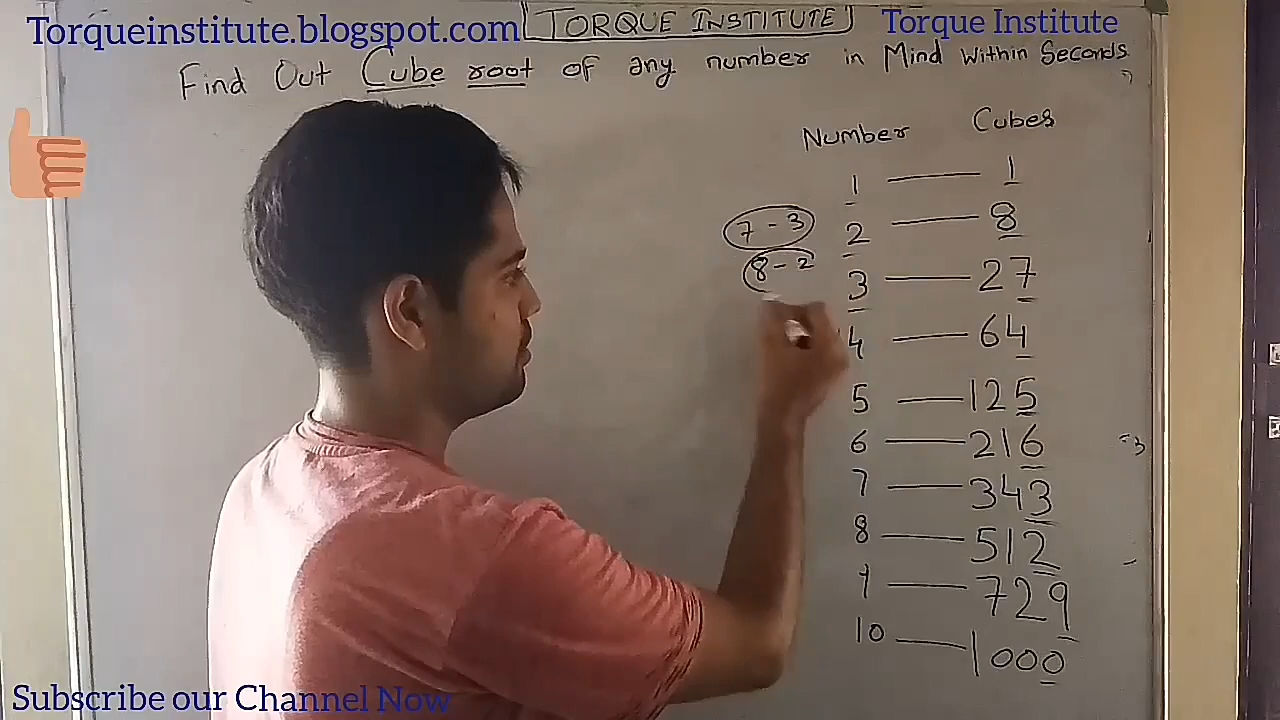 Torqueinstitute.blogspot.com
TORQUE INSTITUTE
Torque Institute
Find Out Cube root of any number in Mind Within Seconds
Number Cubes
1 — 1
2 — 8
3 — 27
4 — 64
5 — 125
6 — 216
7 — 343
8 — 512
9 — 729
10 — 1000
7 - 3
8 - 2
Subscribe our Channel Now